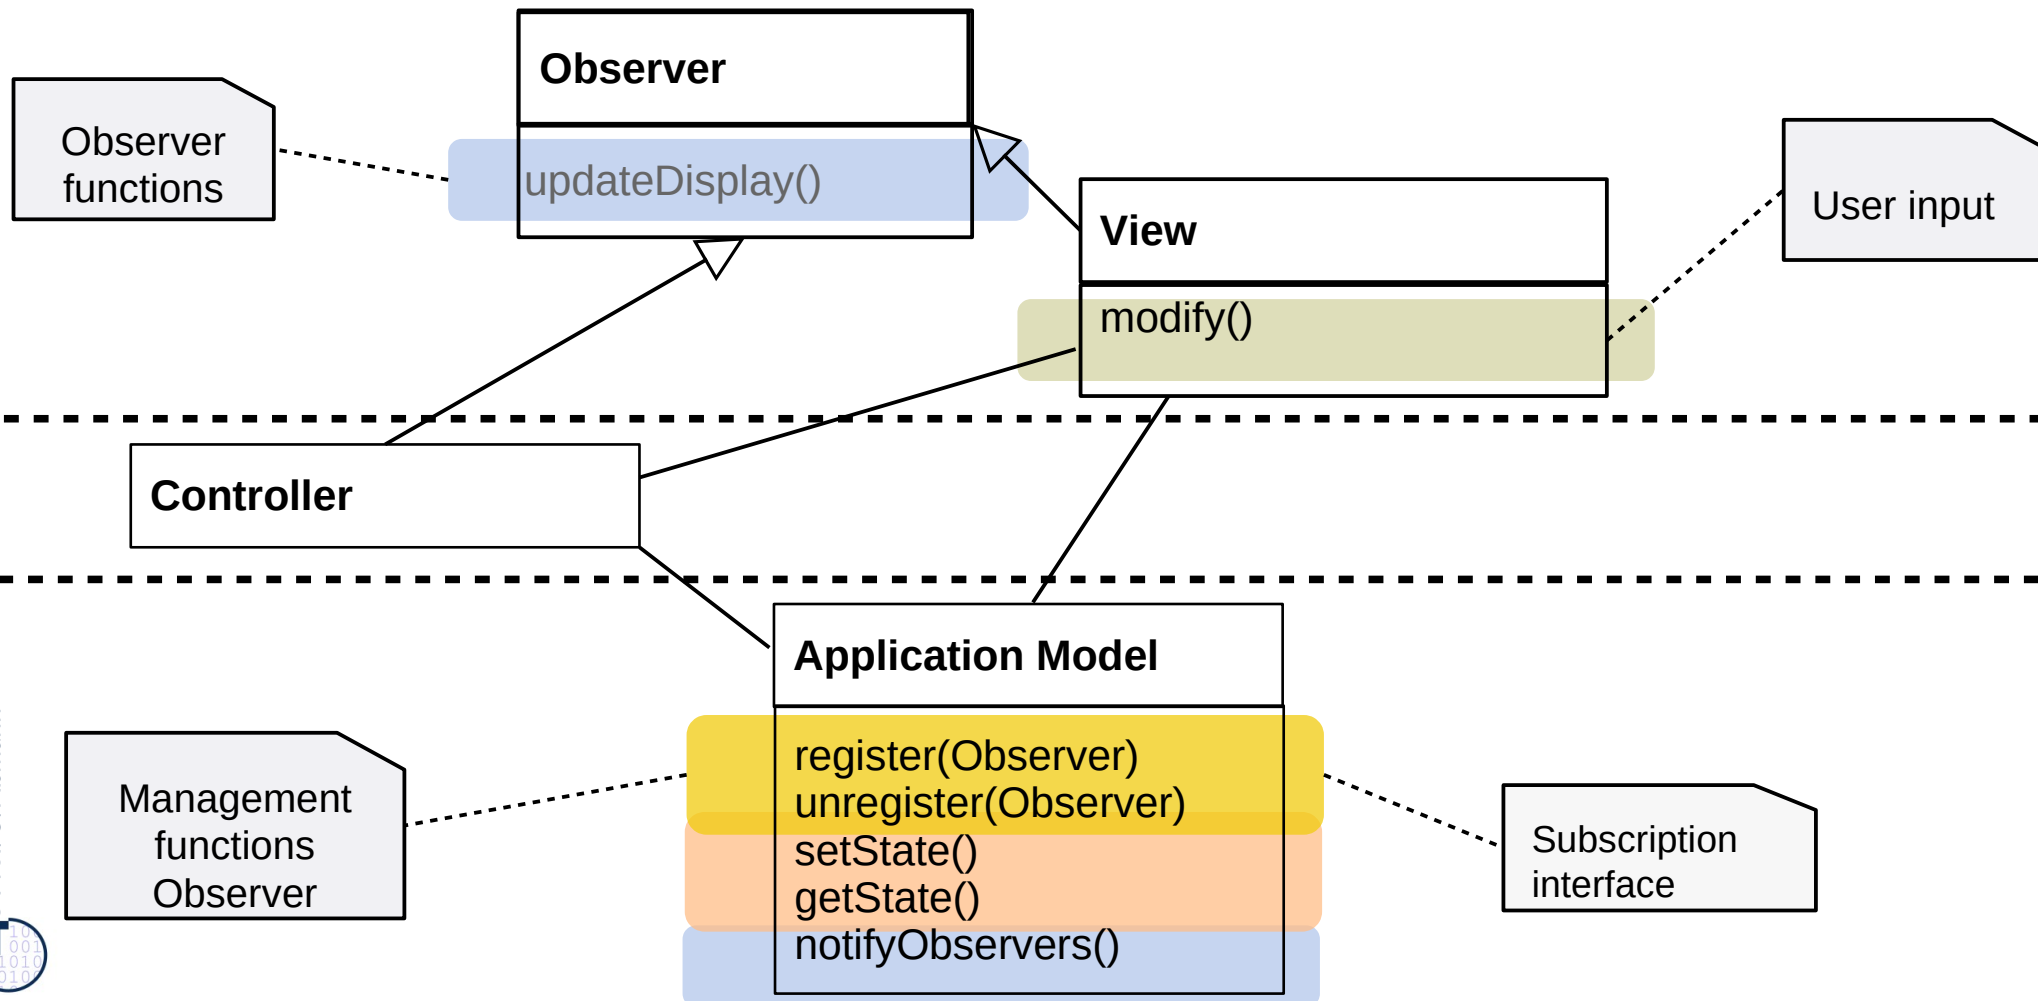 Observer
Observer
functions
updateDisplay()
View
User input
modify()
Controller
Application Model
register(Observer)
unregister(Observer)
setState()
getState()
notifyObservers()
Management
functions
Observer
Subscription
interface